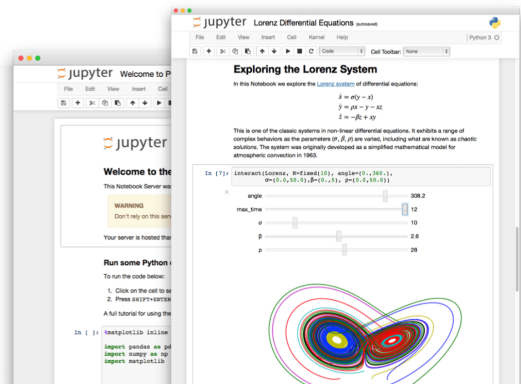 jupyter Lorenz Differential Equations (autosaved)
File Edit View Insert Cell Kernel Help Python 3
Code Cell Toolbar: None
Exploring the Lorenz System
In this Notebook we explore the Lorenz system of differential equations:
ẋ = σ(y − x)
ẏ = ρx − y − xz
ż = −βz + xy
This is one of the classic systems in non-linear differential equations. It exhibits a range of
complex behaviors as the parameters (σ, β, ρ) are varied, including what are known as chaotic
solutions. The system was originally developed as a simplified mathematical model for
atmospheric convection in 1963.
In [7]: interact(Lorenz, N=fixed(10), angle=(0.,360.),
σ=(0.0,50.0),β=(0.,5), ρ=(0.0,50.0))
angle 308.2
max_time 12
σ 10
β 2.6
ρ 28
jupyter Welcome to P
File Edit View Insert Cell
jupyter
Welcome to the
This Notebook Server was
WARNING
Don't rely on this serv
Your server is hosted than
Run some Python
To run the code below:
1. Click on the cell to se
2. Press SHIFT+ENTER
A full tutorial for using the
In [ ]: %matplotlib inline
import pandas as pd
import numpy as np
import matplotlib